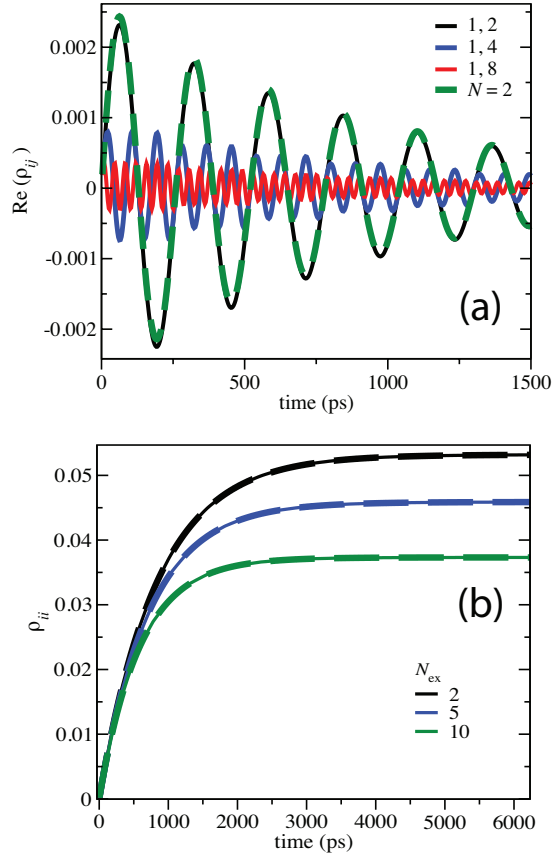 0.002
0.001
0
-0.001
-0.002
Re (ρij)
1, 2
1, 4
1, 8
N = 2
(a)
0 500 1000 1500
time (ps)
0.05
0.04
0.03
0.02
0.01
0
ρii
(b)
Nex
2
5
10
0 1000 2000 3000 4000 5000 6000
time (ps)